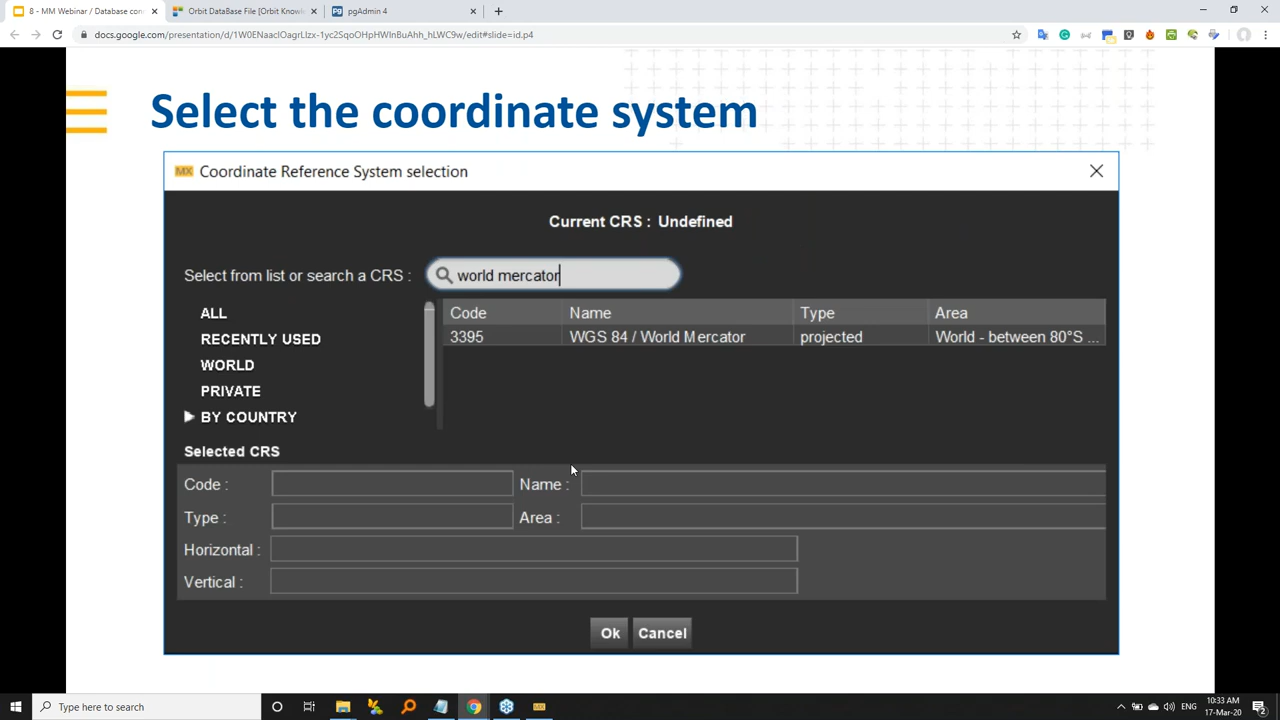 8 - MM Webinar / Database con
Orbit DataBase File [Orbit Knowl
pgAdmin 4
docs.google.com/presentation/d/1W0ENaacIOagrLIzx-1yc2SqoOHpHWInBuAhh_hLWC9w/edit#slide=id.p4
Select the coordinate system
MX Coordinate Reference System selection
Current CRS : Undefined
Select from list or search a CRS : world mercator
ALL
RECENTLY USED
WORLD
PRIVATE
BY COUNTRY
Code Name Type Area
3395 WGS 84 / World Mercator projected World - between 80°S ...
Selected CRS
Code : Name :
Type : Area :
Horizontal :
Vertical :
Ok Cancel
Type here to search
ENG
10:33 AM
17-Mar-20
2